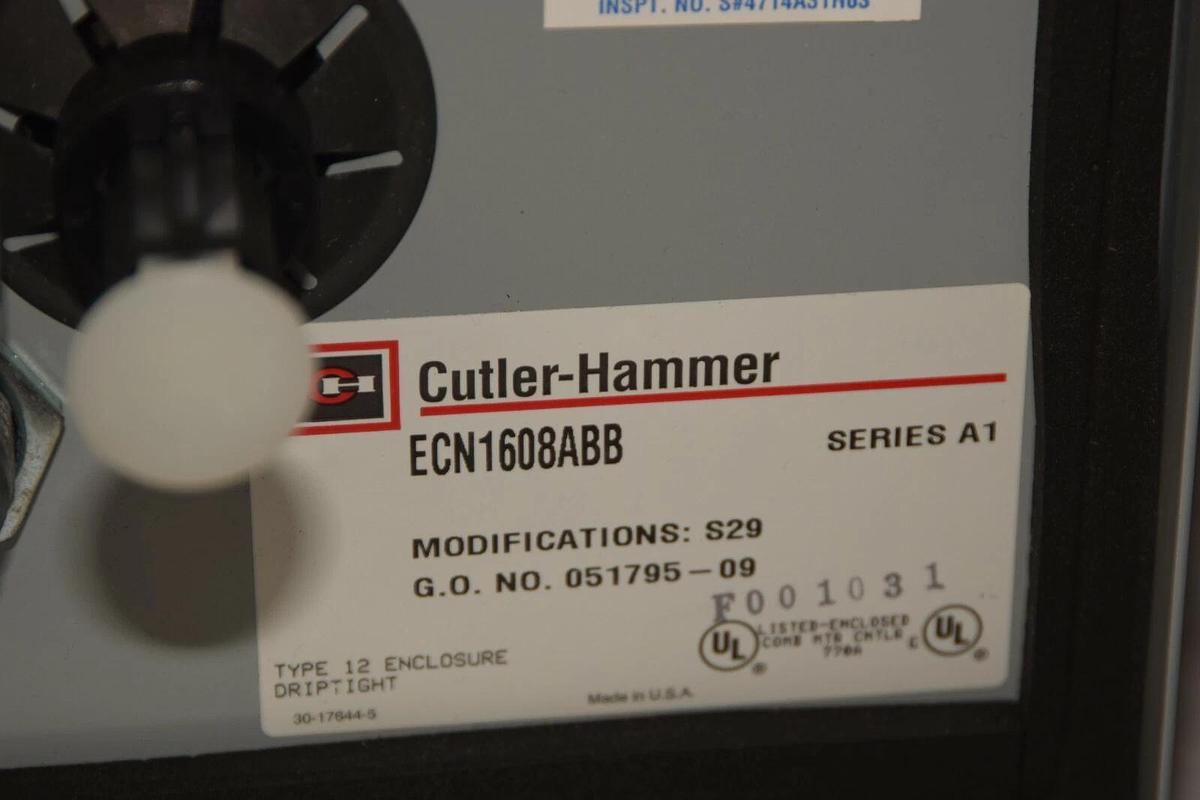 INSPT. NO. S#4714A31H03
CH
Cutler-Hammer
ECN1608ABB
SERIES A1
MODIFICATIONS: S29
G.O. NO. 051795-09
F001031
UL LISTED-ENCLOSED C UL
COMB MTR CNTLR
770A
® ®
TYPE 12 ENCLOSURE
DRIPTIGHT
Made in U.S.A.
30-17644-5